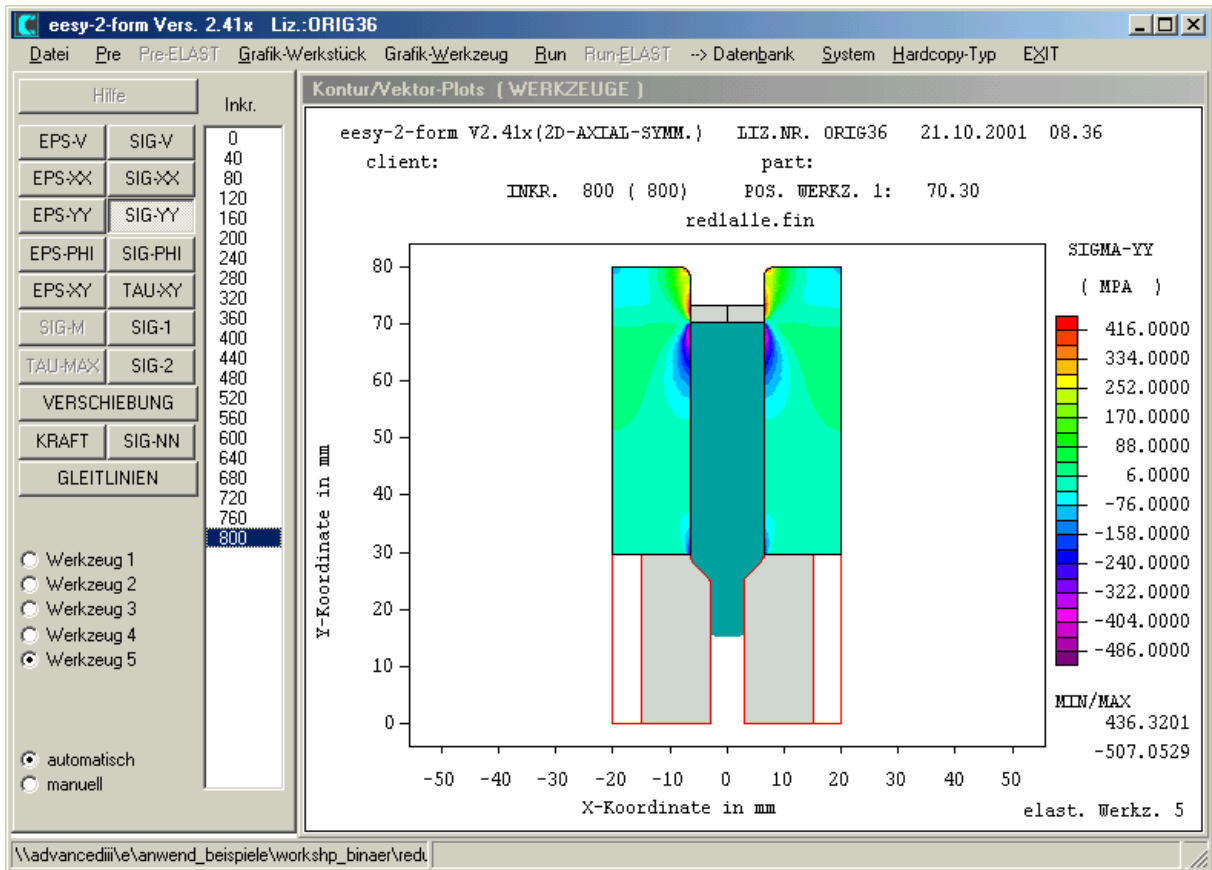 eesy-2-form Vers. 2.41x Liz.:ORIG36
Datei Pre Pre-ELAST Grafik-Werkstück Grafik-Werkzeug Run Run-ELAST --> Datenbank System Hardcopy-Typ EXIT
Hilfe
Inkr.
EPS-V SIG-V
EPS-XX SIG-XX
EPS-YY SIG-YY
EPS-PHI SIG-PHI
EPS-XY TAU-XY
SIG-M SIG-1
TAU-MAX SIG-2
VERSCHIEBUNG
KRAFT SIG-NN
GLEITLINIEN
0
40
80
120
160
200
240
280
320
360
400
440
480
520
560
600
640
680
720
760
800
Werkzeug 1
Werkzeug 2
Werkzeug 3
Werkzeug 4
Werkzeug 5
automatisch
manuell
Kontur/Vektor-Plots ( WERKZEUGE )
eesy-2-form V2.41x(2D-AXIAL-SYMM.) LIZ.NR. ORIG36 21.10.2001 08.36
client: part:
INKR. 800 ( 800) POS. WERKZ. 1: 70.30
redlalle.fin
80
70
60
50
40
30
20
10
0
Y-Koordinate in mm
-50 -40 -30 -20 -10 0 10 20 30 40 50
X-Koordinate in mm
SIGMA-YY
( MPA )
416.0000
334.0000
252.0000
170.0000
88.0000
6.0000
-76.0000
-158.0000
-240.0000
-322.0000
-404.0000
-486.0000
MIN/MAX
436.3201
-507.0529
elast. Werkz. 5
\\advancediii\e\anwend_beispiele\workshp_binaer\redu